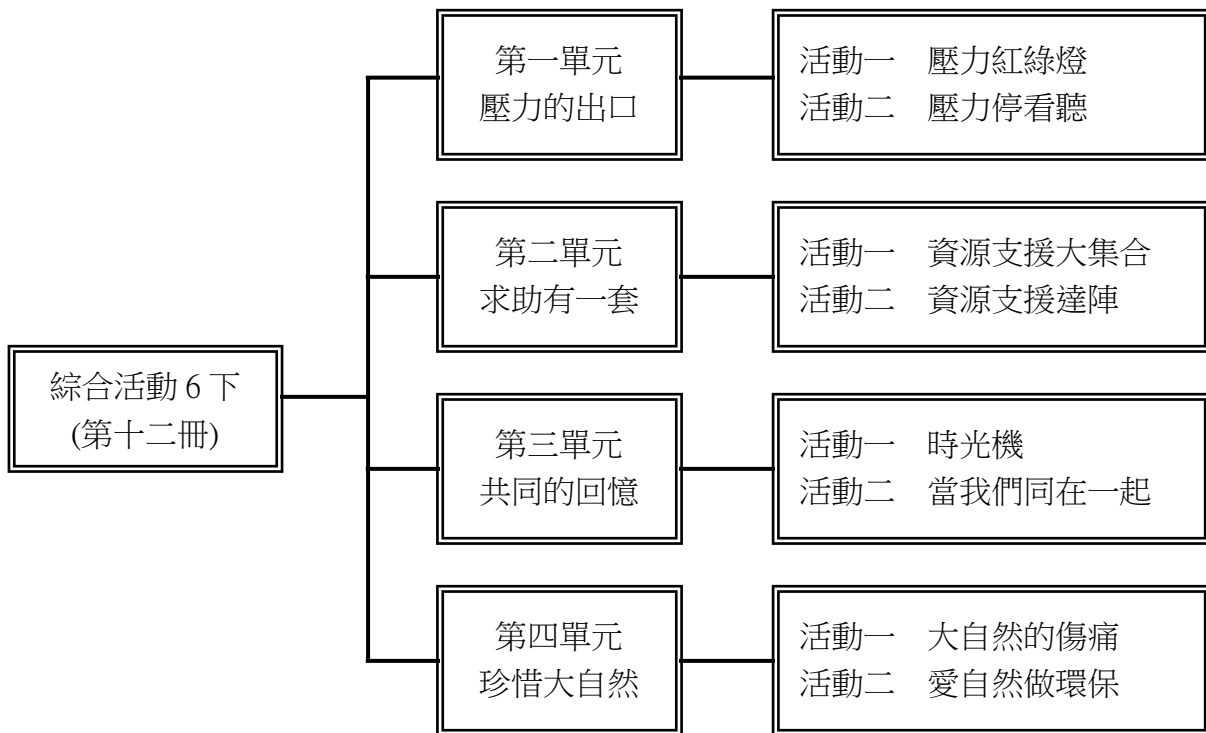 綜合活動 6 下
(第十二冊)
第一單元
壓力的出口
活動一　壓力紅綠燈
活動二　壓力停看聽
第二單元
求助有一套
活動一　資源支援大集合
活動二　資源支援達陣
第三單元
共同的回憶
活動一　時光機
活動二　當我們同在一起
第四單元
珍惜大自然
活動一　大自然的傷痛
活動二　愛自然做環保